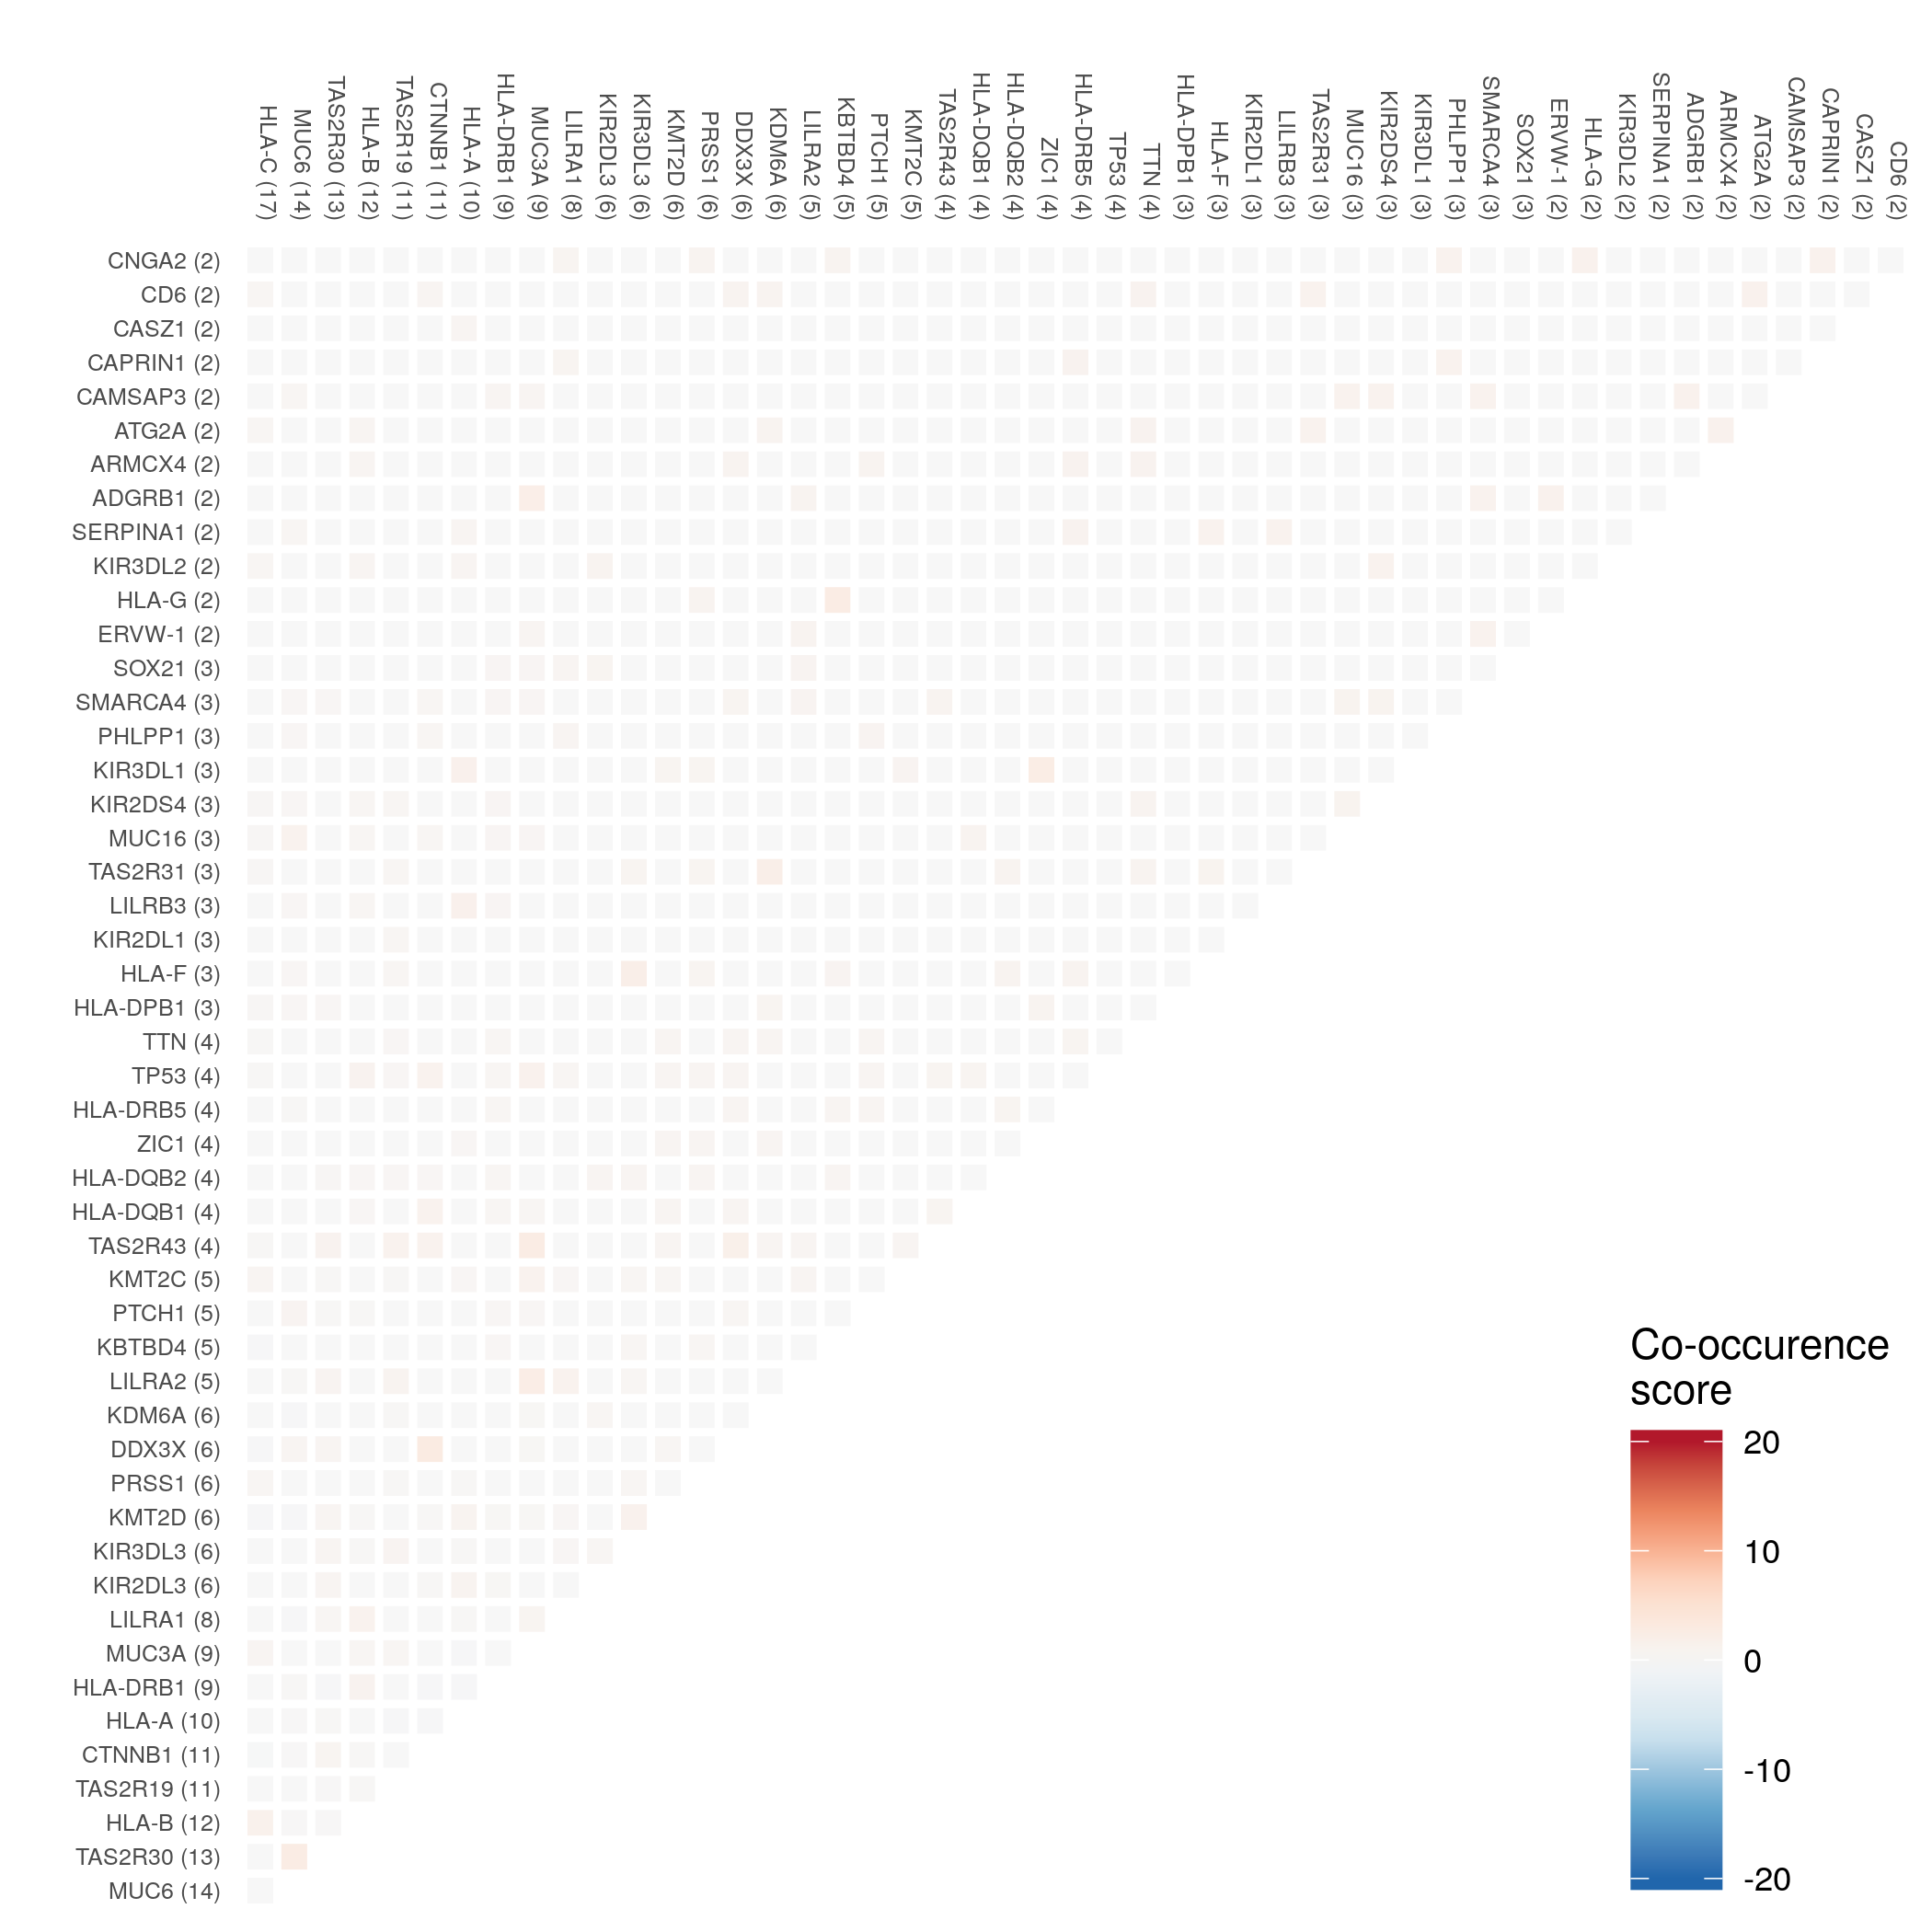 HLA-C (17)
MUC6 (14)
TAS2R30 (13)
HLA-B (12)
TAS2R19 (11)
CTNNB1 (11)
HLA-A (10)
HLA-DRB1 (9)
MUC3A (9)
LILRA1 (8)
KIR2DL3 (6)
KIR3DL3 (6)
KMT2D (6)
PRSS1 (6)
DDX3X (6)
KDM6A (6)
LILRA2 (5)
KBTBD4 (5)
PTCH1 (5)
KMT2C (5)
TAS2R43 (4)
HLA-DQB1 (4)
HLA-DQB2 (4)
ZIC1 (4)
HLA-DRB5 (4)
TP53 (4)
TTN (4)
HLA-DPB1 (3)
HLA-F (3)
KIR2DL1 (3)
LILRB3 (3)
TAS2R31 (3)
MUC16 (3)
KIR2DS4 (3)
KIR3DL1 (3)
PHLPP1 (3)
SMARCA4 (3)
SOX21 (3)
ERVW-1 (2)
HLA-G (2)
KIR3DL2 (2)
SERPINA1 (2)
ADGRB1 (2)
ARMCX4 (2)
ATG2A (2)
CAMSAP3 (2)
CAPRIN1 (2)
CASZ1 (2)
CD6 (2)
CNGA2 (2)
CD6 (2)
CASZ1 (2)
CAPRIN1 (2)
CAMSAP3 (2)
ATG2A (2)
ARMCX4 (2)
ADGRB1 (2)
SERPINA1 (2)
KIR3DL2 (2)
HLA-G (2)
ERVW-1 (2)
SOX21 (3)
SMARCA4 (3)
PHLPP1 (3)
KIR3DL1 (3)
KIR2DS4 (3)
MUC16 (3)
TAS2R31 (3)
LILRB3 (3)
KIR2DL1 (3)
HLA-F (3)
HLA-DPB1 (3)
TTN (4)
TP53 (4)
HLA-DRB5 (4)
ZIC1 (4)
HLA-DQB2 (4)
HLA-DQB1 (4)
TAS2R43 (4)
KMT2C (5)
PTCH1 (5)
KBTBD4 (5)
LILRA2 (5)
KDM6A (6)
DDX3X (6)
PRSS1 (6)
KMT2D (6)
KIR3DL3 (6)
KIR2DL3 (6)
LILRA1 (8)
MUC3A (9)
HLA-DRB1 (9)
HLA-A (10)
CTNNB1 (11)
TAS2R19 (11)
HLA-B (12)
TAS2R30 (13)
MUC6 (14)
Co-occurence
score
20
10
0
-10
-20